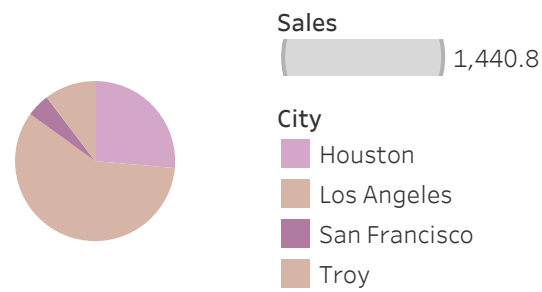 Sales
1,440.8
City
Houston
Los Angeles
San Francisco
Troy